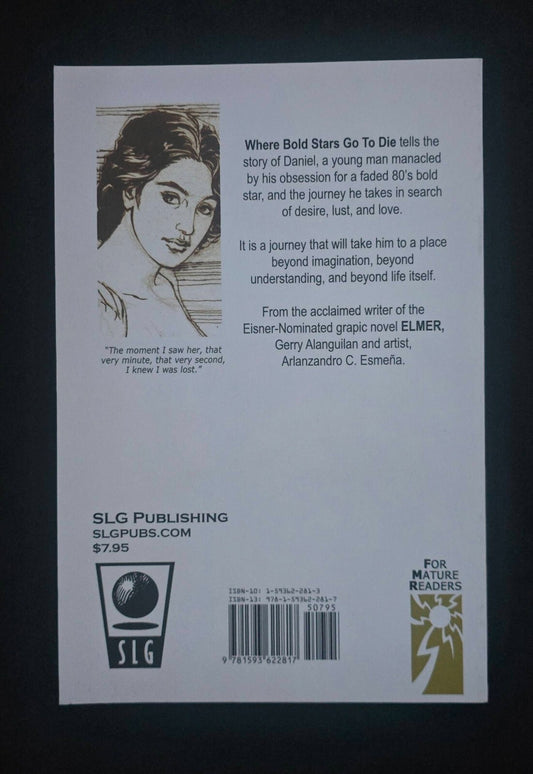 Where Bold Stars Go To Die tells the
story of Daniel, a young man manacled
by his obsession for a faded 80's bold
star, and the journey he takes in search
of desire, lust, and love.
It is a journey that will take him to a place
beyond imagination, beyond
understanding, and beyond life itself.
From the acclaimed writer of the
Eisner-Nominated grapic novel ELMER,
Gerry Alanguilan and artist,
Arlanzandro C. Esmeña.
"The moment I saw her, that
very minute, that very second,
I knew I was lost."
SLG PUBLISHING
SLGPUBS.COM
$7.95
SLG
ISBN-10: 1-59362-281-3
ISBN-13: 978-1-59362-281-7
50795
9 781593 622817
FOR
MATURE
READERS